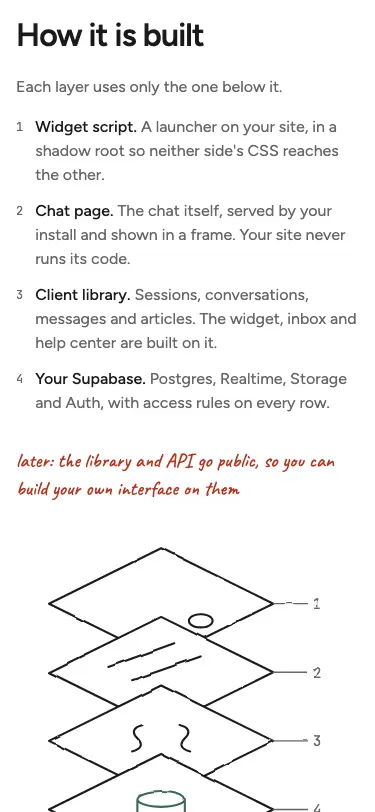 How it is built
Each layer uses only the one below it.
1 Widget script. A launcher on your site, in a
shadow root so neither side's CSS reaches
the other.
2 Chat page. The chat itself, served by your
install and shown in a frame. Your site never
runs its code.
3 Client library. Sessions, conversations,
messages and articles. The widget, inbox and
help center are built on it.
4 Your Supabase. Postgres, Realtime, Storage
and Auth, with access rules on every row.
later: the library and API go public, so you can
build your own interface on them
1
2
3
4